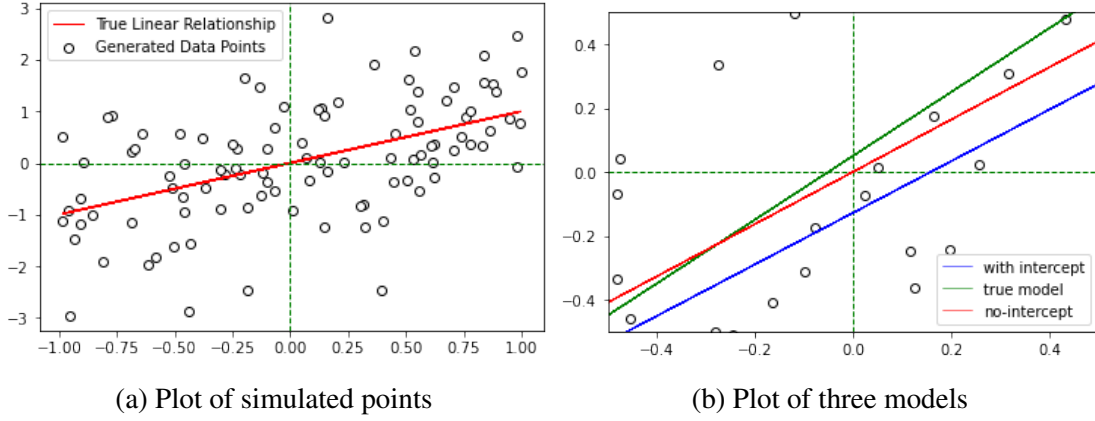 True Linear Relationship
Generated Data Points
3
2
1
0
−1
−2
−3
−1.00 −0.75 −0.50 −0.25 0.00 0.25 0.50 0.75 1.00
(a) Plot of simulated points
0.4
0.2
0.0
−0.2
−0.4
with intercept
true model
no-intercept
−0.4 −0.2 0.0 0.2 0.4
(b) Plot of three models